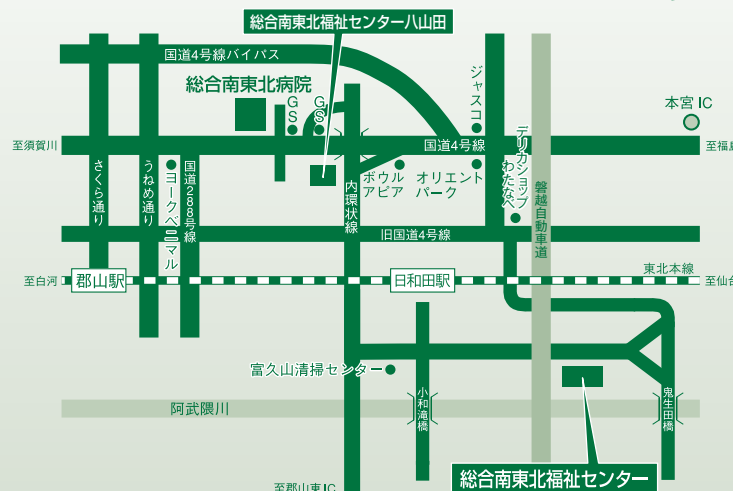 総合南東北福祉センター八山田
国道4号線バイパス
総合南東北病院
GS
GS
ジャスコ
本宮 IC
至須賀川
国道4号線
至福島
さくら通り
うねめ通り
ヨークベニマル
国道288号線
内環状線
ボウル
アピア
オリエント
パーク
デリカショップ
わたなべ
磐越自動車道
旧国道4号線
東北本線
至白河
郡山駅
日和田駅
至仙台
富久山清掃センター
阿武隈川
小和滝橋
鬼生田橋
総合南東北福祉センター
至郡山東IC